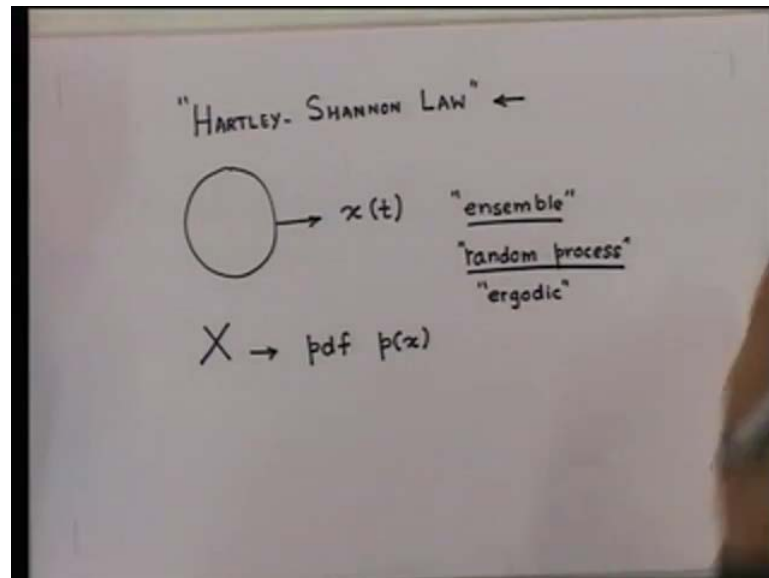 "HARTLEY- SHANNON LAW" ←
→ x(t) "ensemble"
"random process"
"ergodic"
X → pdf p(x)